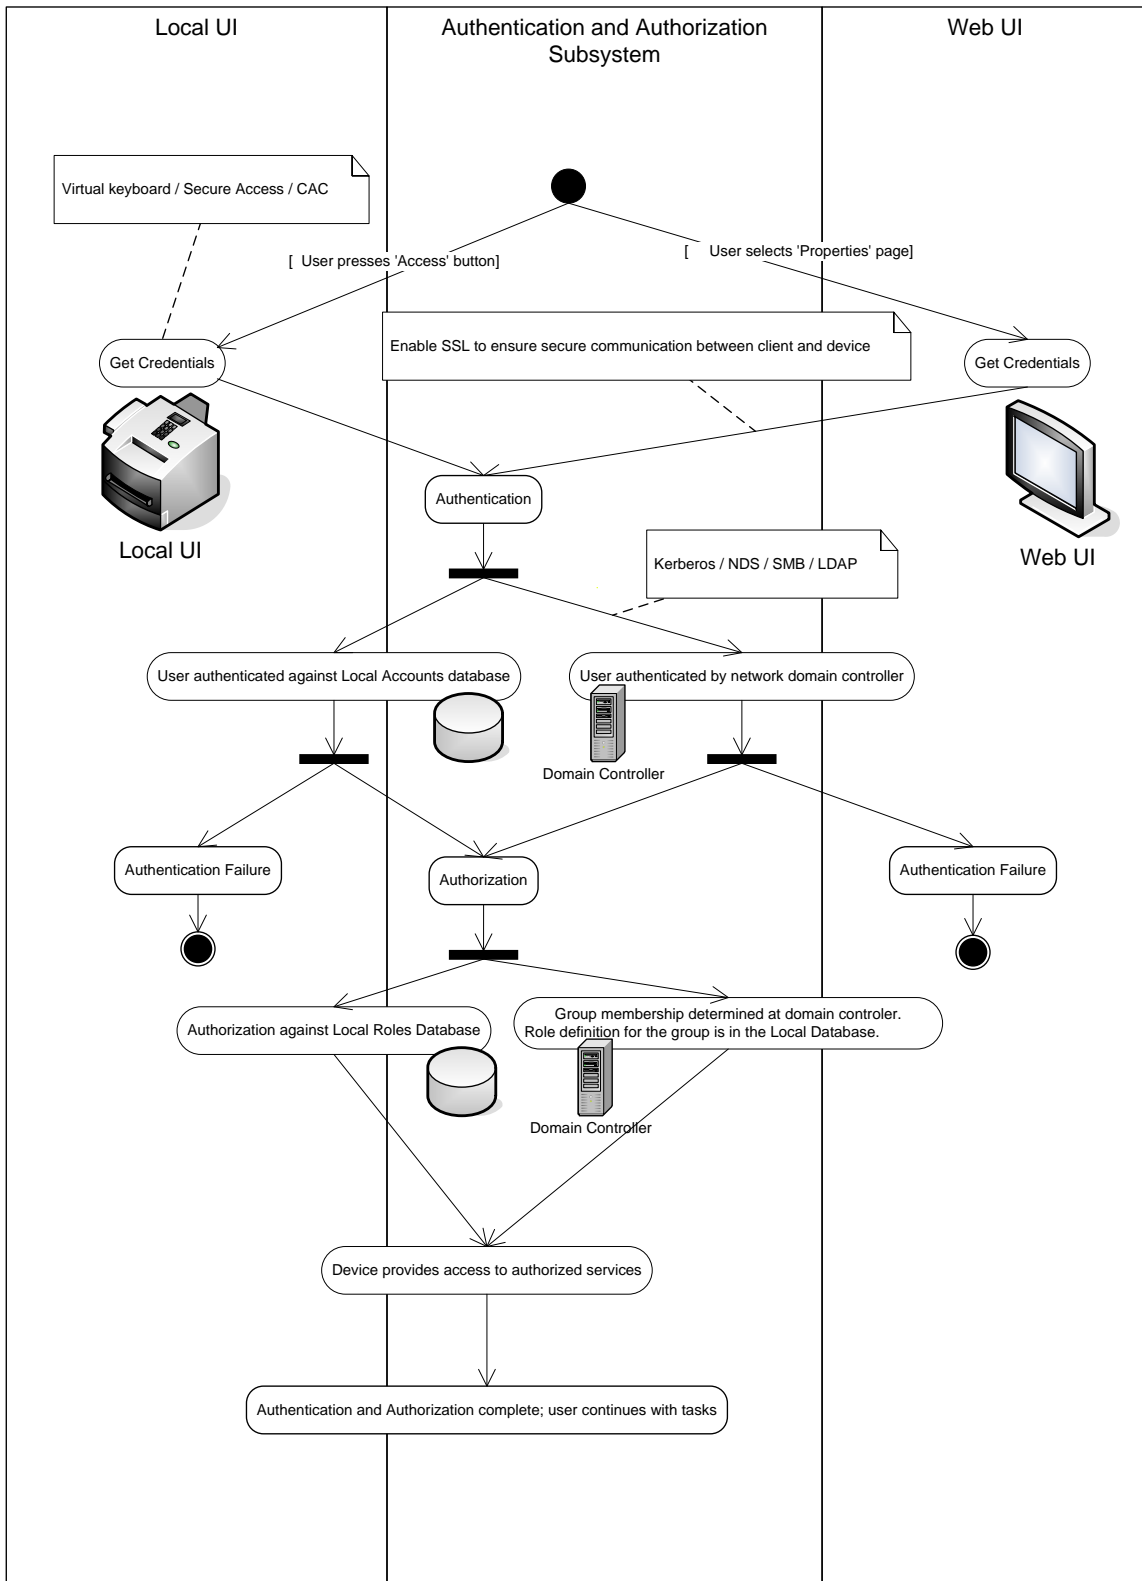 Local UI
Authentication and Authorization
Subsystem
Web UI
Virtual keyboard / Secure Access / CAC
[ User presses 'Access' button]
[ User selects 'Properties' page]
Enable SSL to ensure secure communication between client and device
Get Credentials
Get Credentials
Authentication
Local UI
Web UI
Kerberos / NDS / SMB / LDAP
User authenticated against Local Accounts database
User authenticated by network domain controller
Domain Controller
Authentication Failure
Authorization
Authentication Failure
Authorization against Local Roles Database
Group membership determined at domain controler.
Role definition for the group is in the Local Database.
Domain Controller
Device provides access to authorized services
Authentication and Authorization complete; user continues with tasks